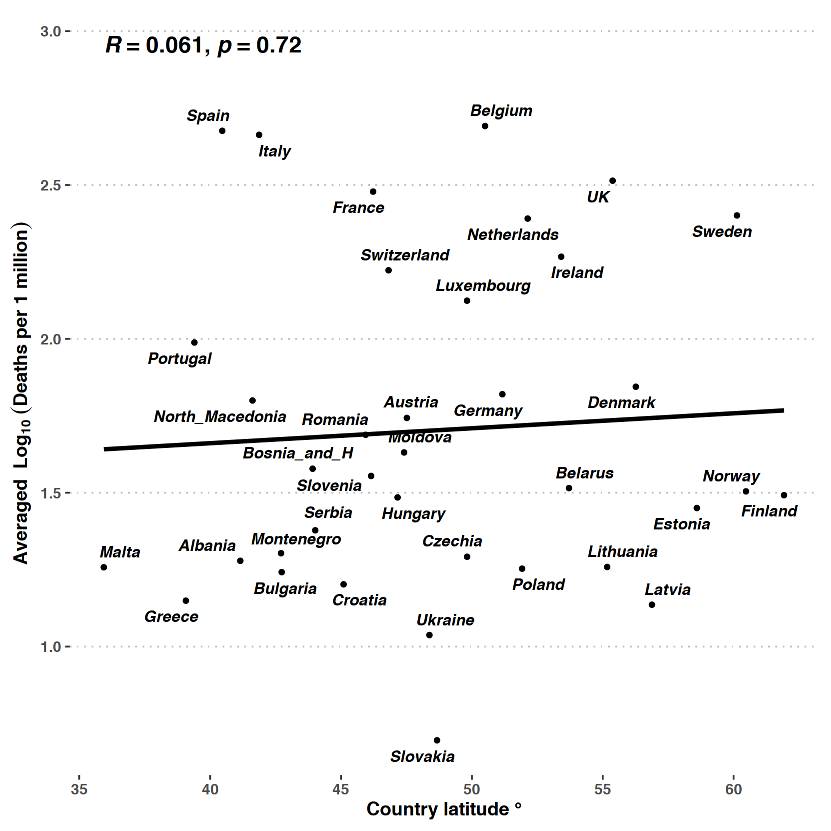 3.0
R = 0.061, p = 0.72
Belgium
Spain
Italy
2.5
UK
France
Sweden
Netherlands
Switzerland
Ireland
Luxembourg
2.0
Portugal
Austria
Denmark
Germany
North_Macedonia
Romania
Moldova
Bosnia_and_H
Belarus
Norway
Slovenia
1.5
Serbia
Hungary
Finland
Estonia
Montenegro
Czechia
Albania
Malta
Lithuania
Bulgaria
Poland
Latvia
Croatia
Greece
Ukraine
1.0
Slovakia
35 40 45 50 55 60
Country latitude °
Averaged Log₁₀ (Deaths per 1 million)